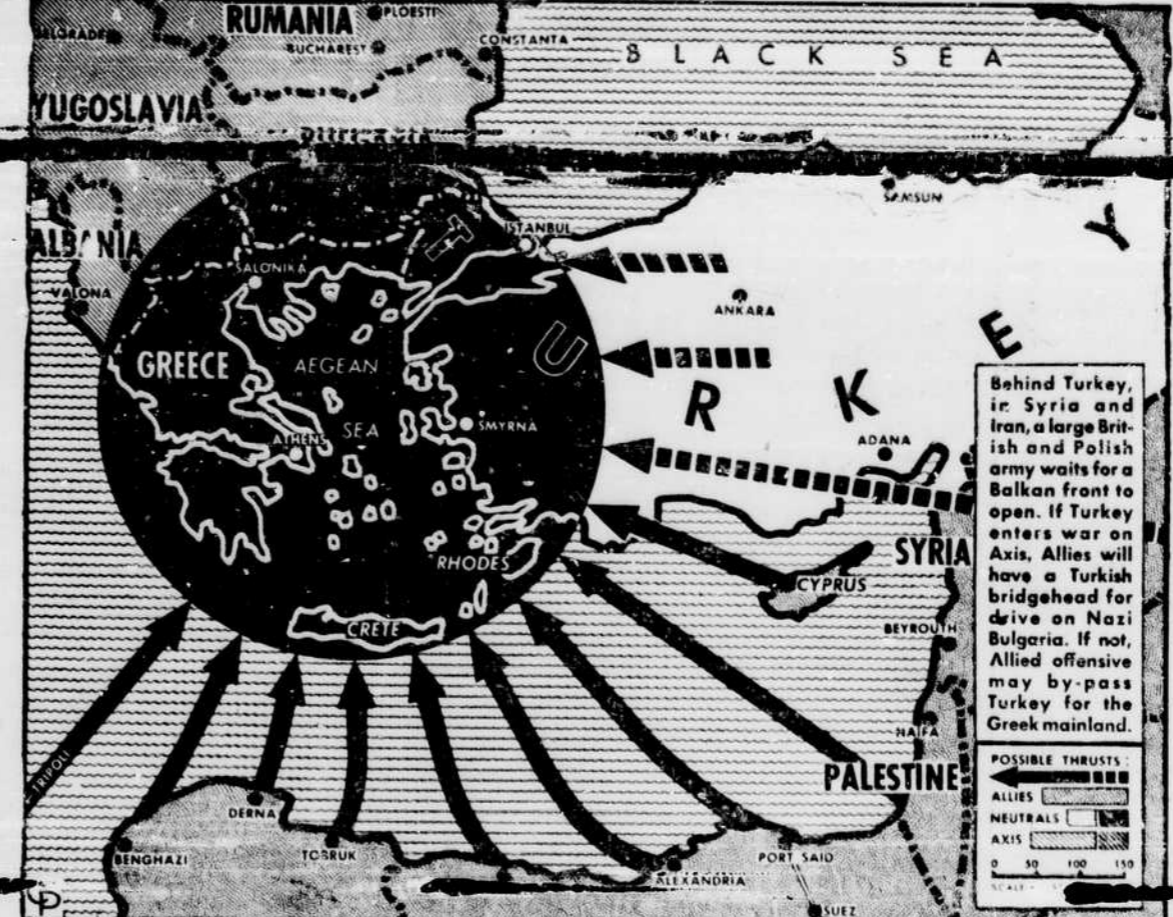 BELGRADE
RUMANIA
PLOESTI
BUCHAREST
CONSTANTA
BLACK SEA
YUGOSLAVIA
SAMSUN
TURKEY
ALBANIA
ISTANBUL
SALONIKA
VALONA
ANKARA
GREECE
AEGEAN
SEA
ATHENS
SMYRNA
ADANA
RHODES
SYRIA
CYPRUS
CRETE
BEYROUTH
HAIFA
TRIPOLI
PALESTINE
DERNA
BENGHAZI
TOBRUK
PORT SAID
ALEXANDRIA
SUEZ
Behind Turkey,
in Syria and
Iran, a large Brit-
ish and Polish
army waits for a
Balkan front to
open. If Turkey
enters war on
Axis, Allies will
have a Turkish
bridgehead for
drive on Nazi
Bulgaria. If not,
Allied offensive
may by-pass
Turkey for the
Greek mainland.
POSSIBLE THRUSTS:
ALLIES
NEUTRALS
AXIS
0 50 100 150
SCALE
CP